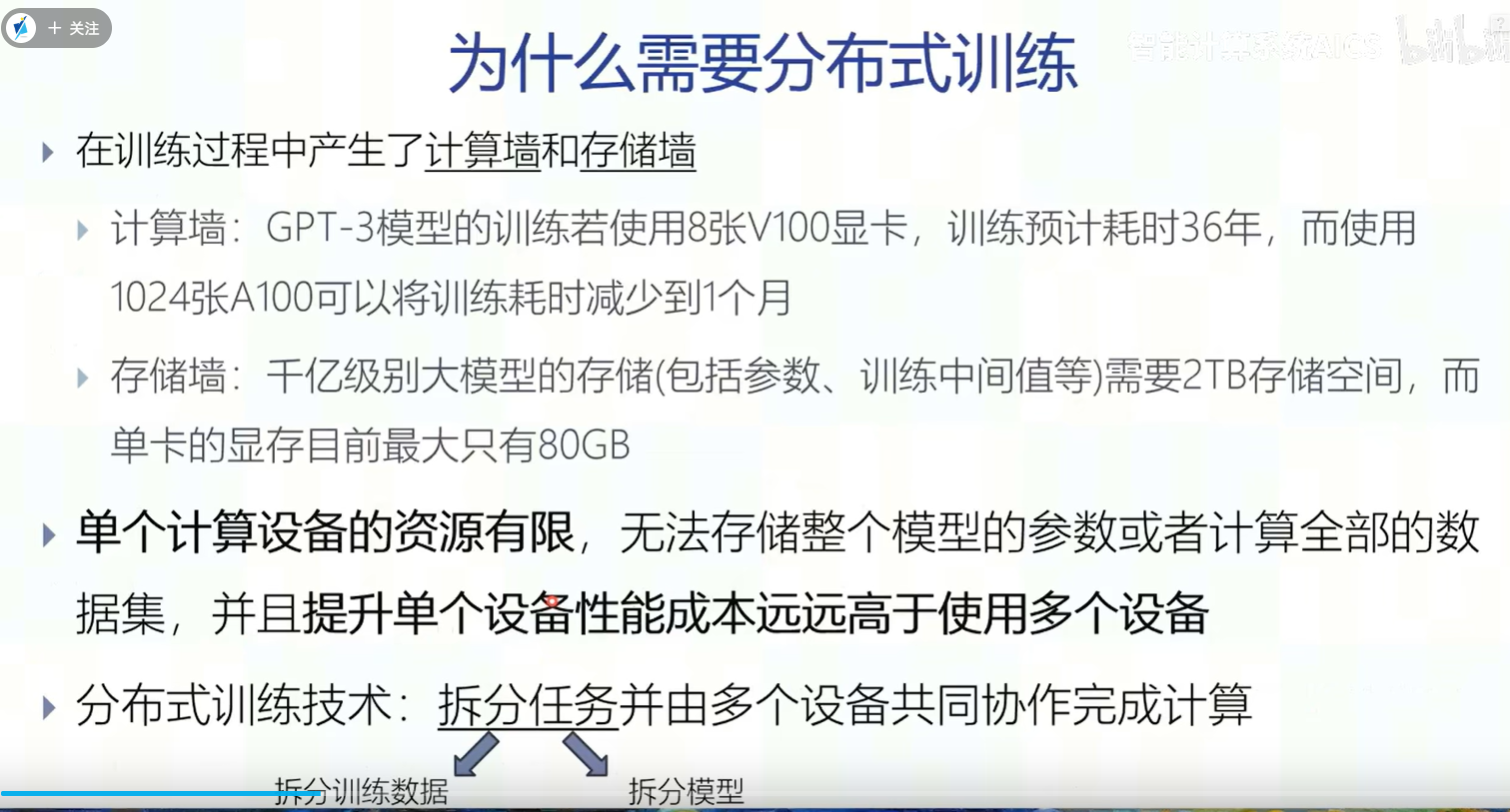 + 关注
智能计算系统AICS bilibili
为什么需要分布式训练
在训练过程中产生了计算墙和存储墙
计算墙：GPT-3模型的训练若使用8张V100显卡，训练预计耗时36年，而使用
1024张A100可以将训练耗时减少到1个月
存储墙：千亿级别大模型的存储(包括参数、训练中间值等)需要2TB存储空间，而
单卡的显存目前最大只有80GB
单个计算设备的资源有限，无法存储整个模型的参数或者计算全部的数
据集，并且提升单个设备性能成本远远高于使用多个设备
分布式训练技术：拆分任务并由多个设备共同协作完成计算
拆分训练数据 拆分模型